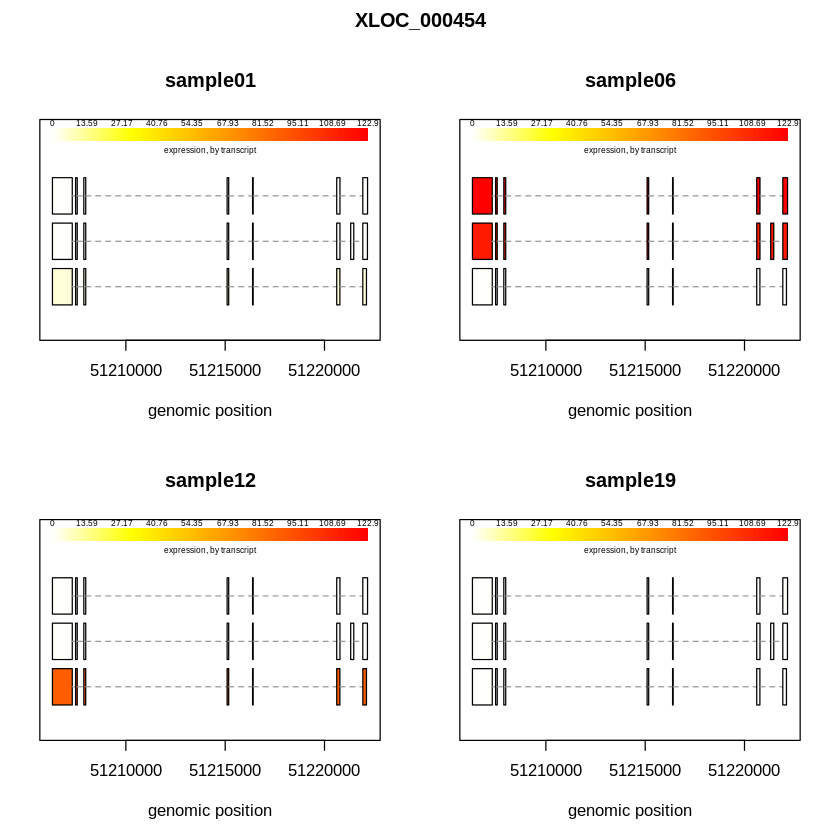 XLOC_000454
sample01
0 13.59 27.17 40.76 54.35 67.93 81.52 95.11 108.69 122.9
expression, by transcript
51210000 51215000 51220000
genomic position
sample06
0 13.59 27.17 40.76 54.35 67.93 81.52 95.11 108.69 122.9
expression, by transcript
51210000 51215000 51220000
genomic position
sample12
0 13.59 27.17 40.76 54.35 67.93 81.52 95.11 108.69 122.9
expression, by transcript
51210000 51215000 51220000
genomic position
sample19
0 13.59 27.17 40.76 54.35 67.93 81.52 95.11 108.69 122.9
expression, by transcript
51210000 51215000 51220000
genomic position